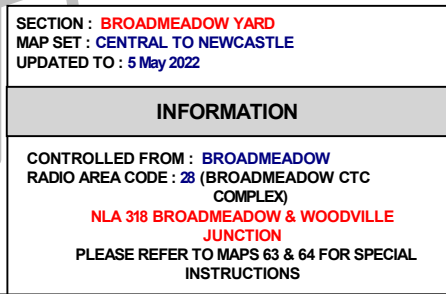 SECTION : BROADMEADOW YARD
MAP SET : CENTRAL TO NEWCASTLE
UPDATED TO : 5 May 2022
INFORMATION
CONTROLLED FROM : BROADMEADOW
RADIO AREA CODE : 28 (BROADMEADOW CTC
COMPLEX)
NLA 318 BROADMEADOW & WOODVILLE
JUNCTION
PLEASE REFER TO MAPS 63 & 64 FOR SPECIAL
INSTRUCTIONS